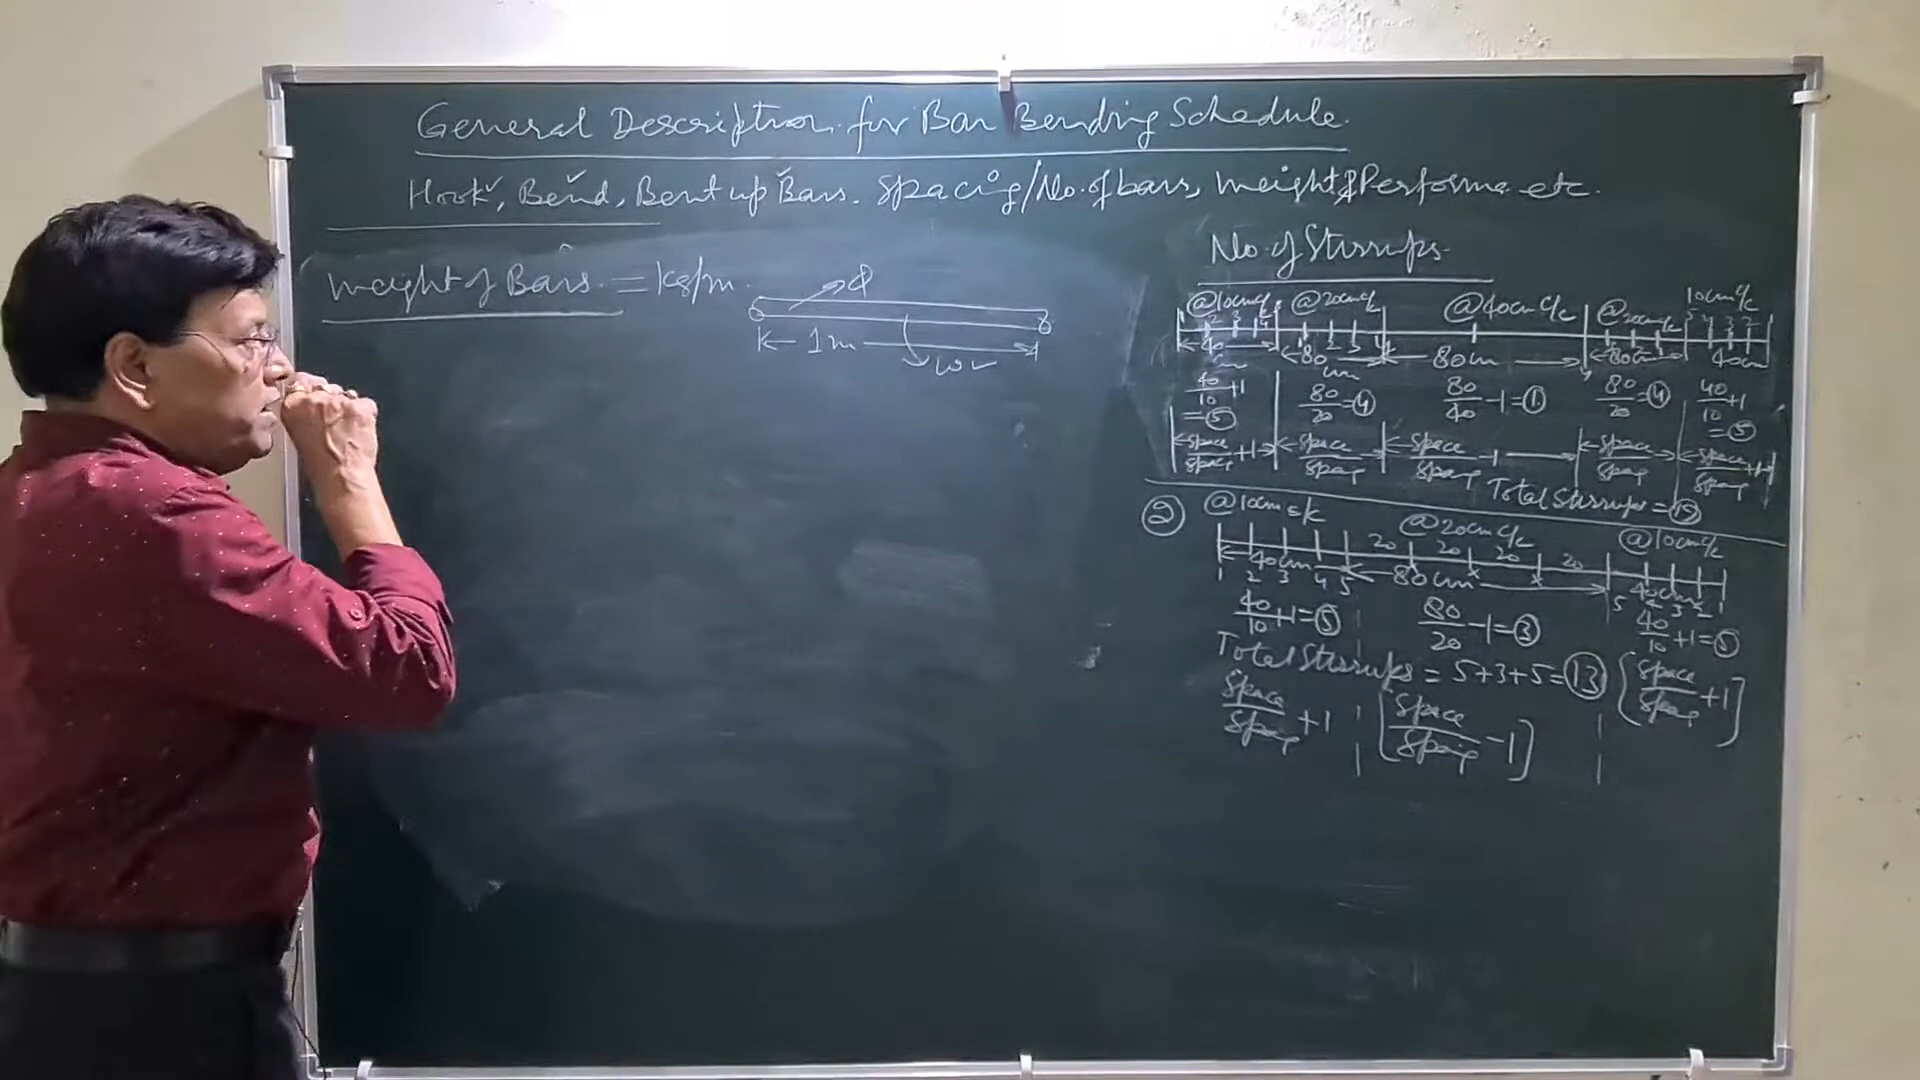 General Description for Bar Bending Schedule.
Hook, Bend, Bent up Bars. Spacing/No. of bars, Weight & Performa etc.
Weight of Bars. = kg/m.
Φ
1m
No. of Stirrups.
@10cm c/c @20cm c/c @40cm c/c @20cm c/c 10cm c/c
40 80 cm 80cm 80cm 40cm
40/10 +1 =5 80/20 =4 80/40 -1 =1 80/20 =4 40/10 +1 =5
Space/Spacing +1 Space/Spacing Space/Spacing -1 Space/Spacing Space/Spacing +1
Total Stirrups =
2 @10cm c/c @20cm c/c @10cm c/c
20 20 20 20
40cm 80cm 40cm
1 2 3 4 5 5 4 3 2 1
40/10 +1 =5 80/20 -1 =3 40/10 +1 =5
Total Stirrups = 5+3+5 = 13
Space/Spacing +1 [Space/Spacing -1] [Space/Spacing +1]